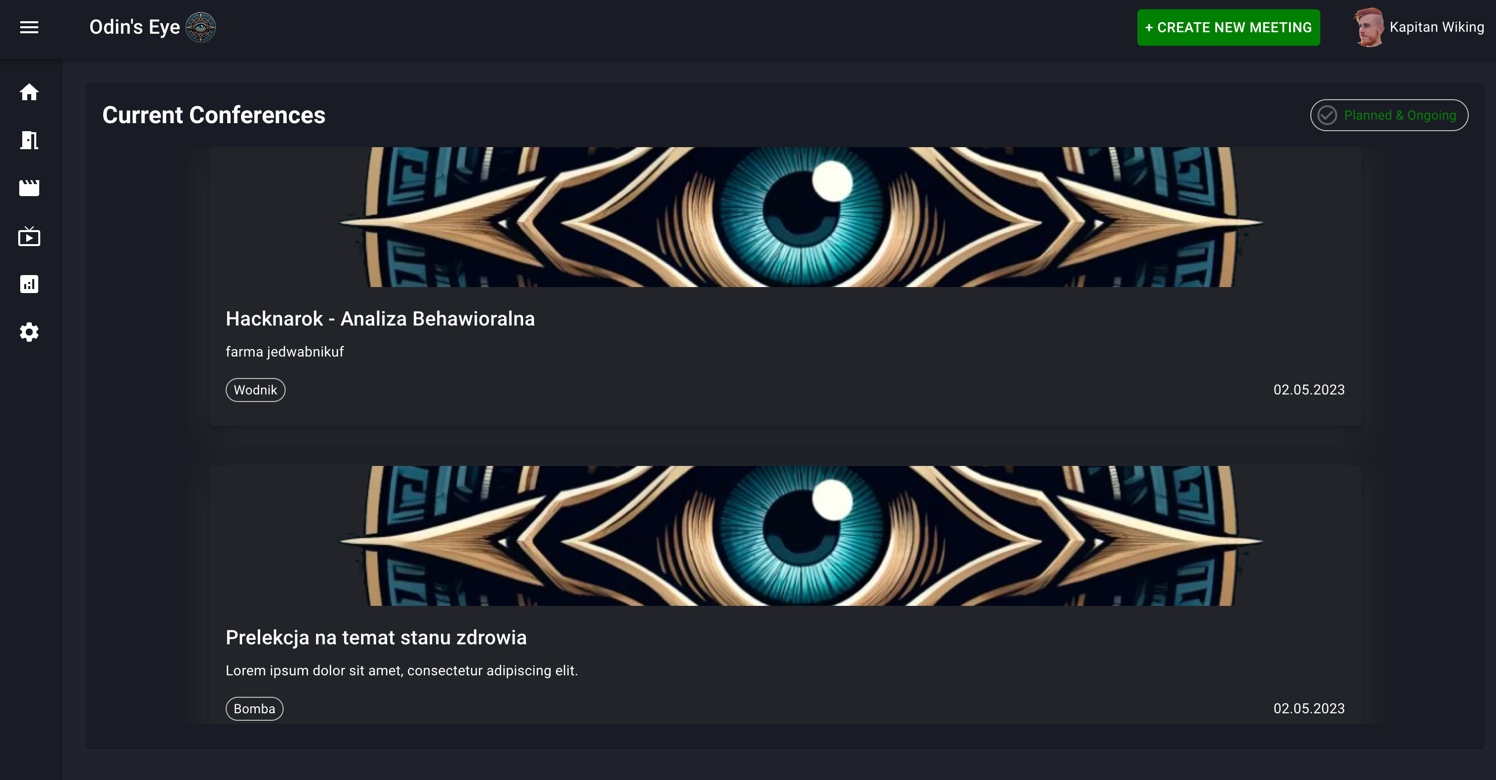 Odin's Eye
+ CREATE NEW MEETING
Kapitan Wiking
Current Conferences
Planned & Ongoing
Hacknarok - Analiza Behawioralna
farma jedwabnikuf
Wodnik
02.05.2023
Prelekcja na temat stanu zdrowia
Lorem ipsum dolor sit amet, consectetur adipiscing elit.
Bomba
02.05.2023